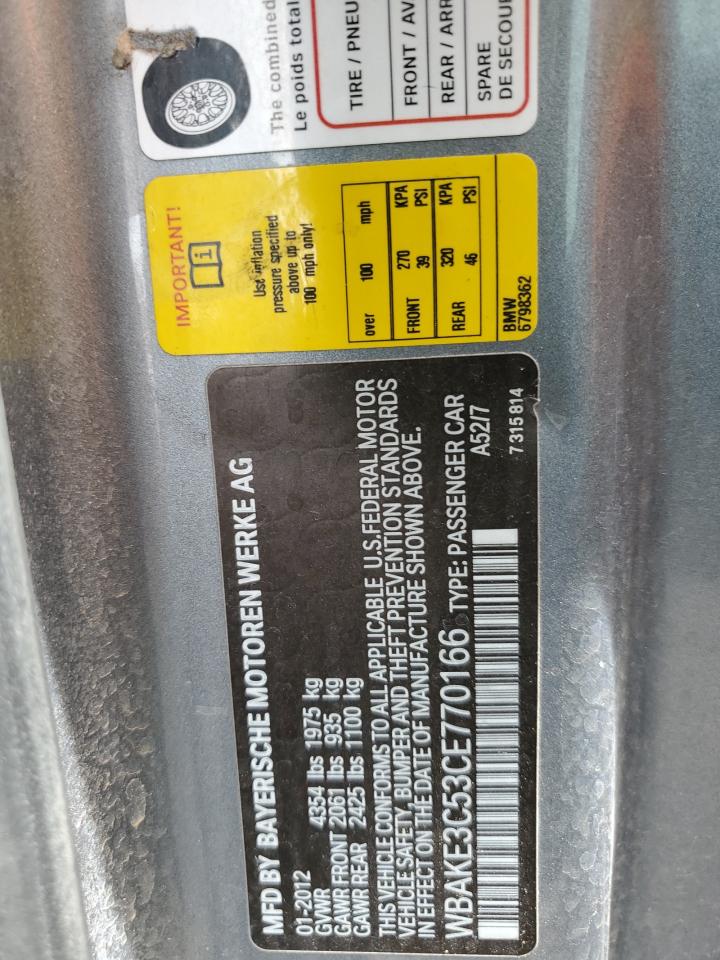 MFD BY BAYERISCHE MOTOREN WERKE AG
01-2012
GVWR 4354 lbs 1975 kg
GAWR FRONT 2061 lbs 935 kg
GAWR REAR 2425 lbs 1100 kg
THIS VEHICLE CONFORMS TO ALL APPLICABLE U.S. FEDERAL MOTOR
VEHICLE SAFETY, BUMPER AND THEFT PREVENTION STANDARDS
IN EFFECT ON THE DATE OF MANUFACTURE SHOWN ABOVE.
WBAKE3C53CE770166 TYPE: PASSENGER CAR
A52/7
7 315 814
IMPORTANT!
Use inflation
pressure specified
above up to
100 mph only!
over 100 mph
FRONT 270 KPA
39 PSI
REAR 320 KPA
46 PSI
BMW
6798362
The combined
Le poids total
TIRE / PNEU
FRONT / AV
REAR / ARR
SPARE
DE SECOU